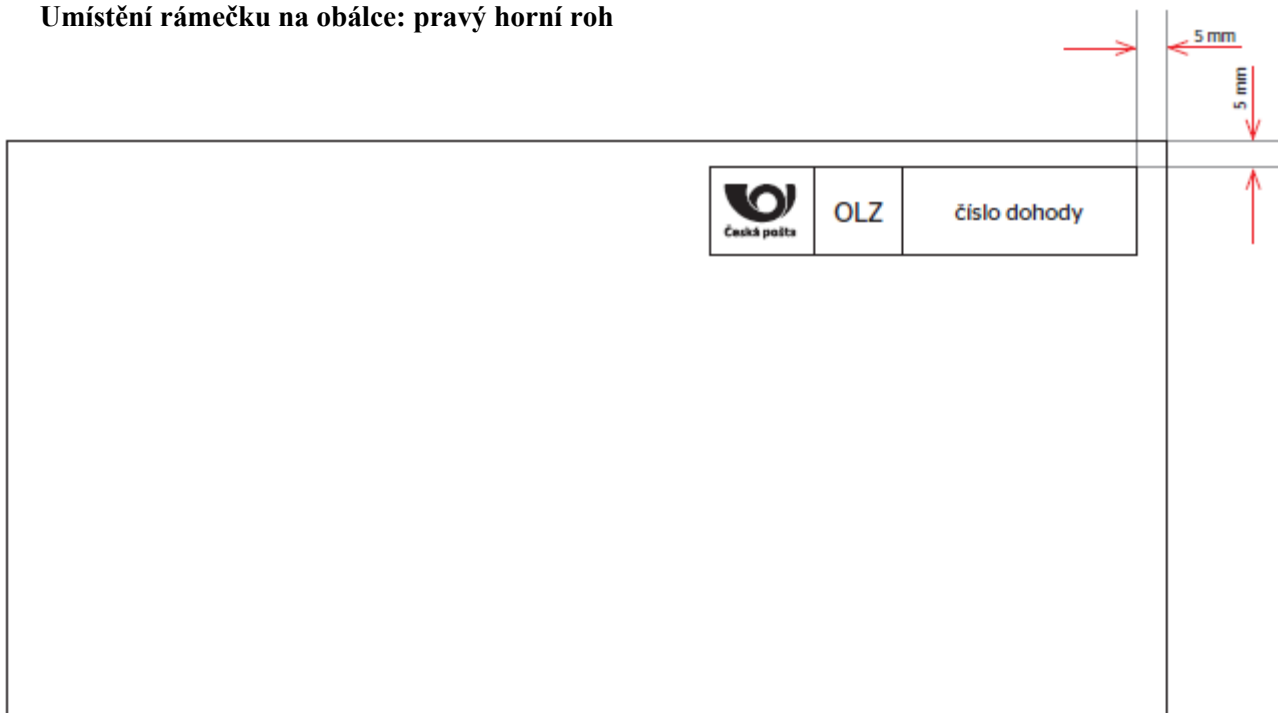 Umístění rámečku na obálce: pravý horní roh
5 mm
5 mm
Česká pošta
OLZ
číslo dohody